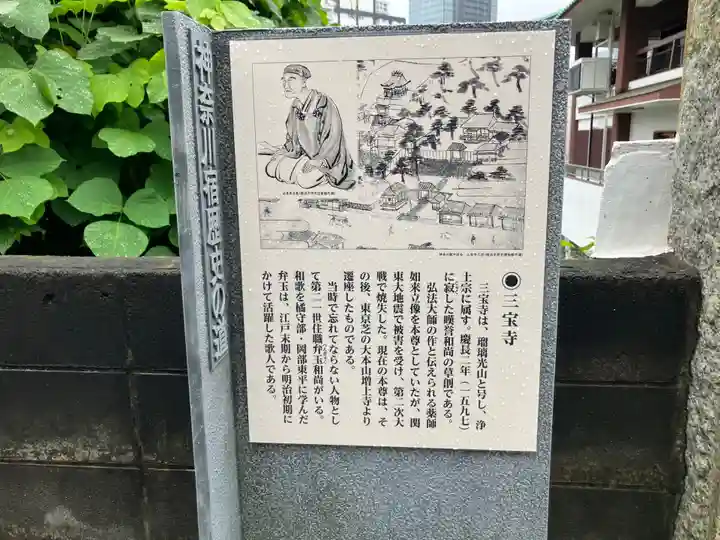 神奈川宿歴史の道
◉三宝寺
三宝寺は、瑠璃光山と号し、浄
土宗に属す。慶長二年(一五九七)
に寂した嘆誉和尚の草創である。
弘法大師の作と伝えられる薬師
如来立像を本尊としていたが、関
東大地震で被害を受け、第二次大
戦で焼失した。現在の本尊は、そ
の後、東京芝の大本山増上寺より
遷座したものである。
当時で忘れてならない人物とし
て第二一世住職弁玉和尚がいる。
和歌を橘守部・岡部東平に学んだ
弁玉は、江戸末期から明治初期に
かけて活躍した歌人である。